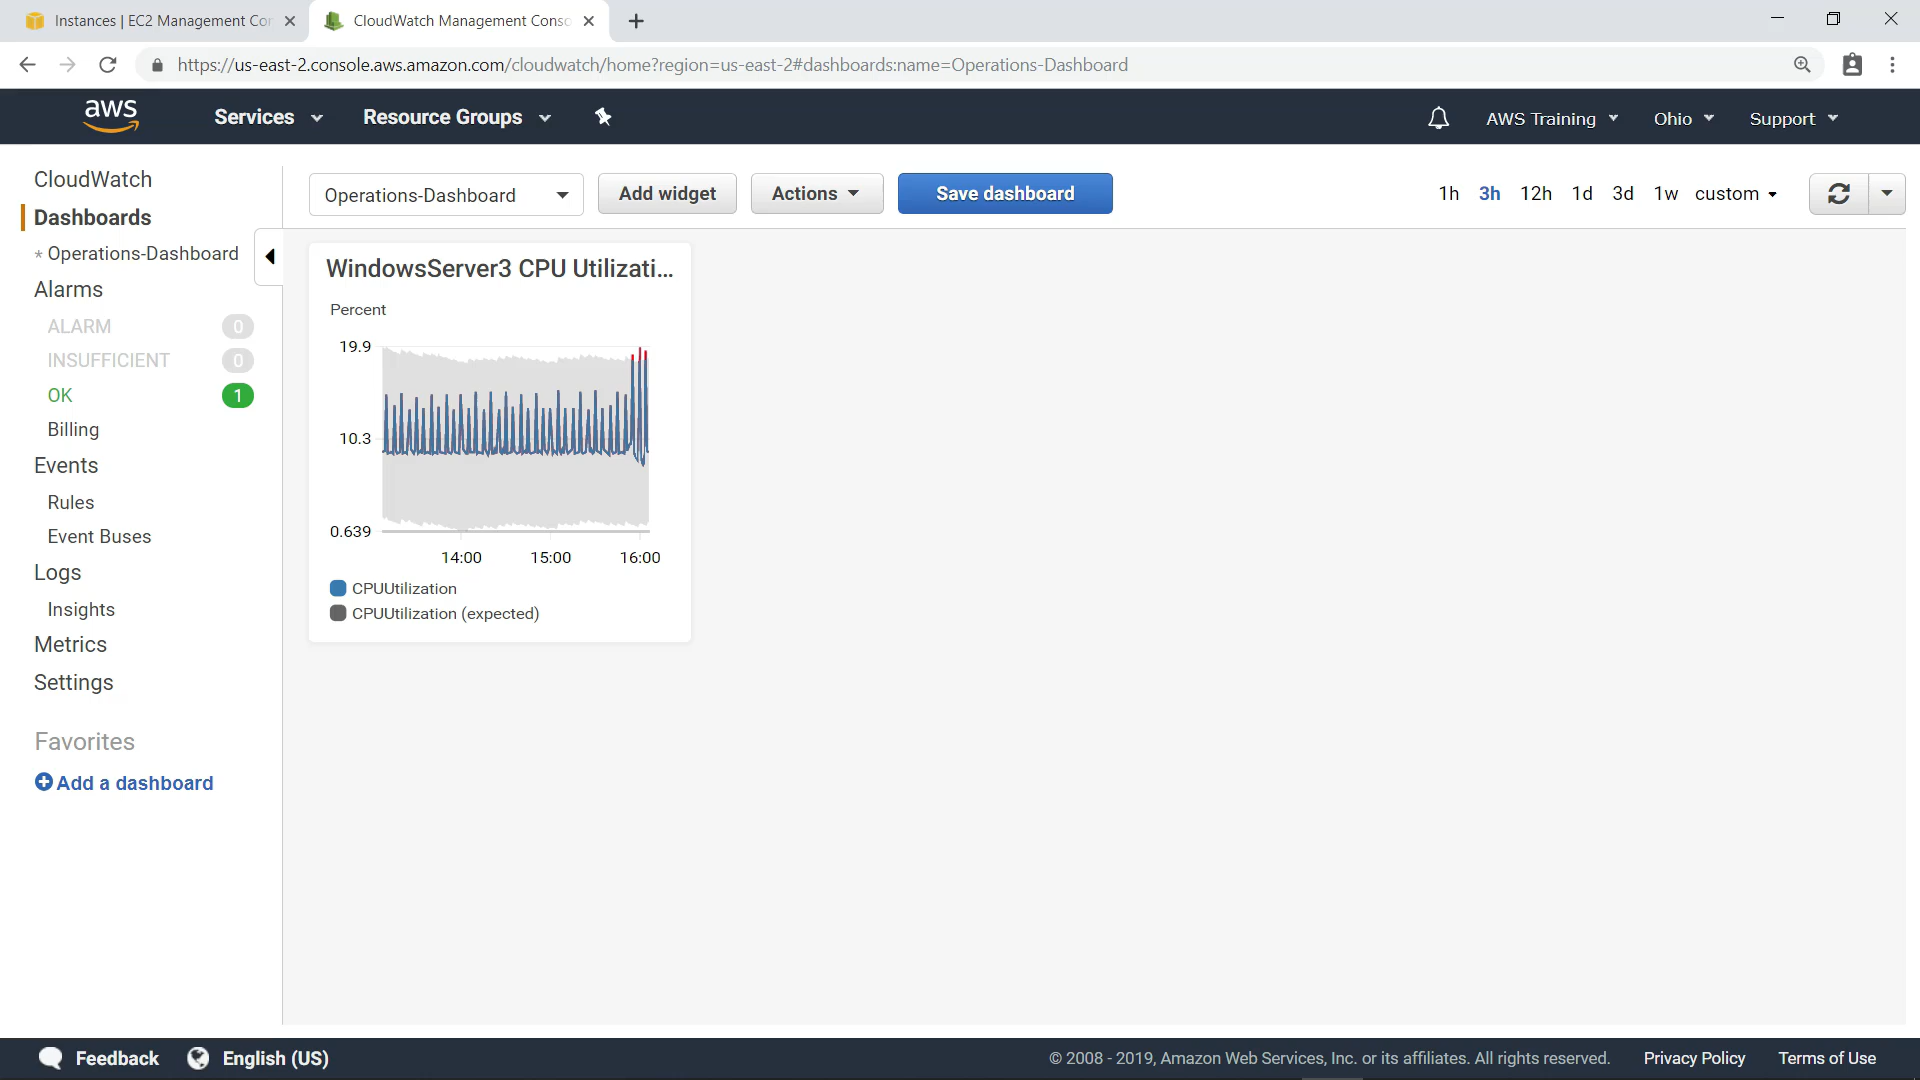 Instances | EC2 Management Con
CloudWatch Management Conso
https://us-east-2.console.aws.amazon.com/cloudwatch/home?region=us-east-2#dashboards:name=Operations-Dashboard
aws
Services
Resource Groups
AWS Training
Ohio
Support
CloudWatch
Dashboards
* Operations-Dashboard
Alarms
ALARM 0
INSUFFICIENT 0
OK 1
Billing
Events
Rules
Event Buses
Logs
Insights
Metrics
Settings
Favorites
Add a dashboard
Operations-Dashboard
Add widget
Actions
Save dashboard
1h 3h 12h 1d 3d 1w custom
WindowsServer3 CPU Utilizati...
Percent
19.9
10.3
0.639
14:00 15:00 16:00
CPUUtilization
CPUUtilization (expected)
Feedback
English (US)
© 2008 - 2019, Amazon Web Services, Inc. or its affiliates. All rights reserved.
Privacy Policy
Terms of Use